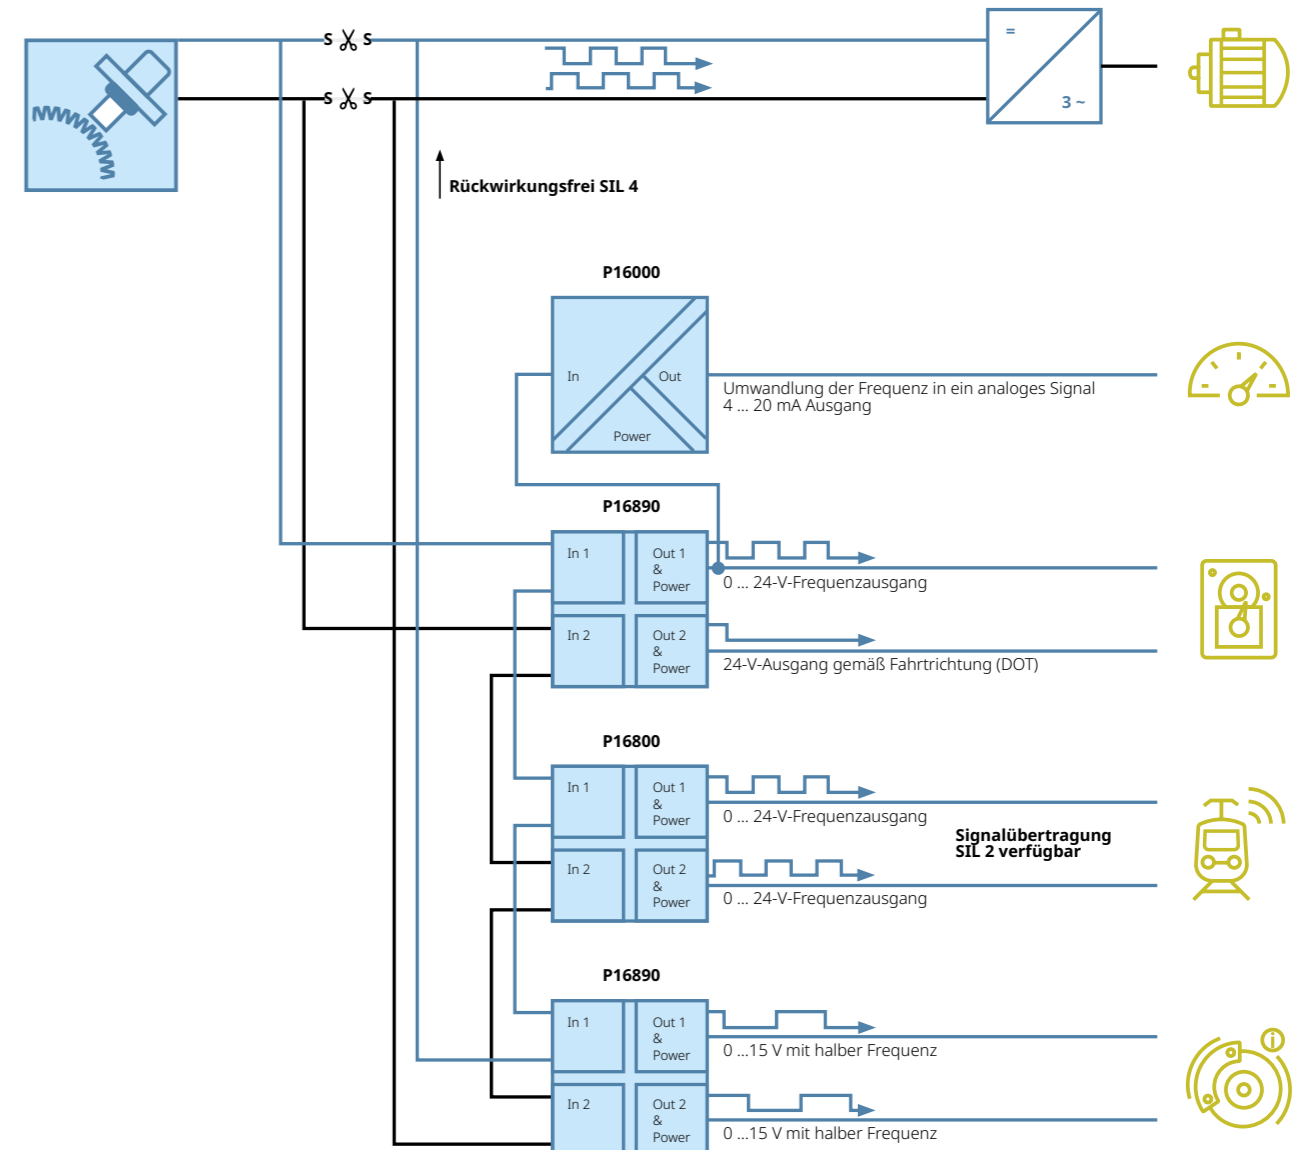 S S
=
3 ~
S S
Rückwirkungsfrei SIL 4
P16000
In
Out
Power
Umwandlung der Frequenz in ein analoges Signal
4 ... 20 mA Ausgang
P16890
In 1
Out 1
&
Power
0 ... 24-V-Frequenzausgang
In 2
Out 2
&
Power
24-V-Ausgang gemäß Fahrtrichtung (DOT)
P16800
In 1
Out 1
&
Power
0 ... 24-V-Frequenzausgang
Signalübertragung
SIL 2 verfügbar
In 2
Out 2
&
Power
0 ... 24-V-Frequenzausgang
P16890
In 1
Out 1
&
Power
0 ...15 V mit halber Frequenz
i
In 2
Out 2
&
Power
0 ...15 V mit halber Frequenz